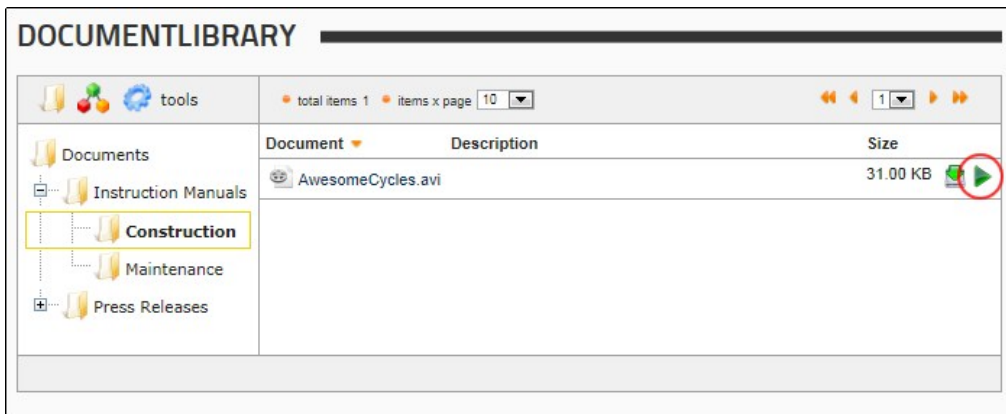 DOCUMENTLIBRARY
tools
total items 1 items x page 10
1
Documents
Instruction Manuals
Construction
Maintenance
Press Releases
Document Description Size
AwesomeCycles.avi 31.00 KB